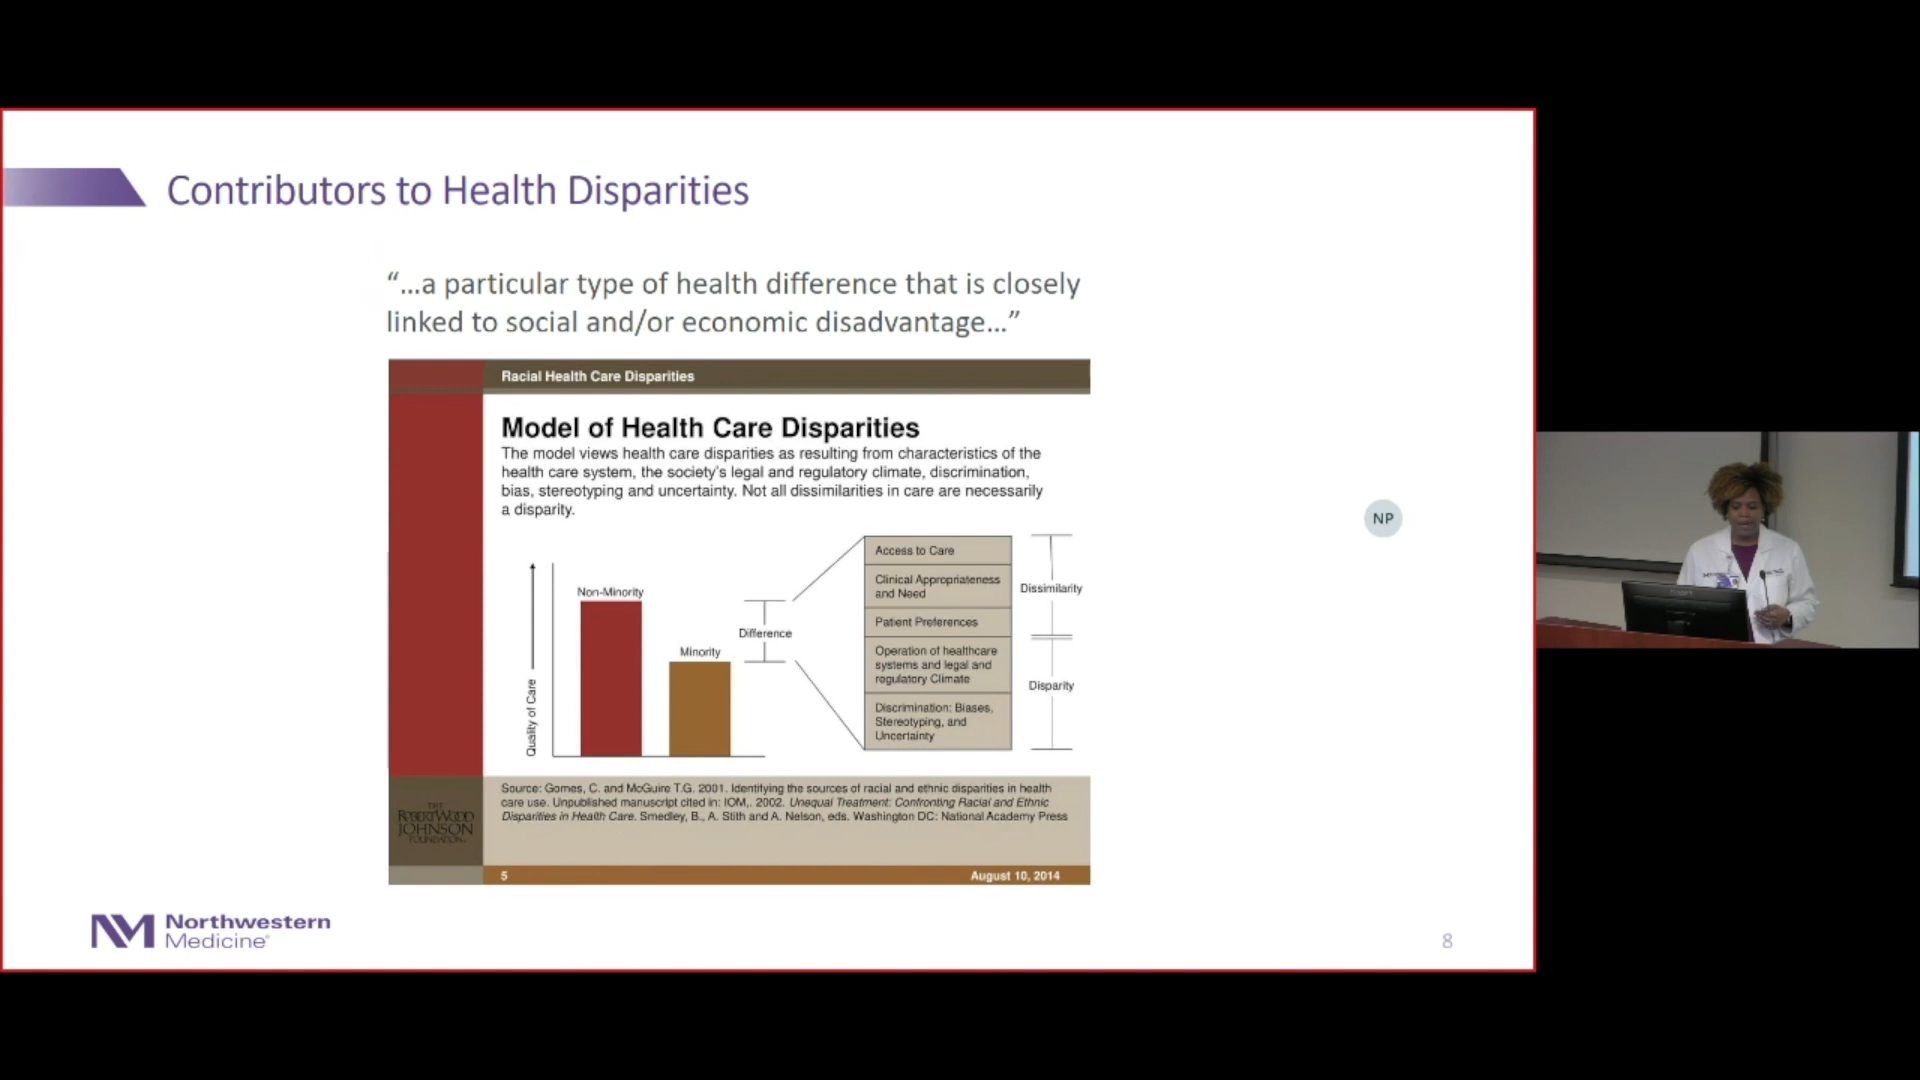 Contributors to Health Disparities
“...a particular type of health difference that is closely
linked to social and/or economic disadvantage...”
Racial Health Care Disparities
Model of Health Care Disparities
The model views health care disparities as resulting from characteristics of the
health care system, the society's legal and regulatory climate, discrimination,
bias, stereotyping and uncertainty. Not all dissimilarities in care are necessarily
a disparity.
Quality of Care
Non-Minority
Minority
Difference
Access to Care
Clinical Appropriateness
and Need
Patient Preferences
Operation of healthcare
systems and legal and
regulatory Climate
Discrimination: Biases,
Stereotyping, and
Uncertainty
Dissimilarity
Disparity
Source: Gomes, C. and McGuire T.G. 2001. Identifying the sources of racial and ethnic disparities in health
care use. Unpublished manuscript cited in: IOM,. 2002. Unequal Treatment: Confronting Racial and Ethnic
Disparities in Health Care. Smedley, B., A. Stith and A. Nelson, eds. Washington DC: National Academy Press
THE
ROBERT WOOD
JOHNSON
FOUNDATION
5
August 10, 2014
NM Northwestern
Medicine
8
NP